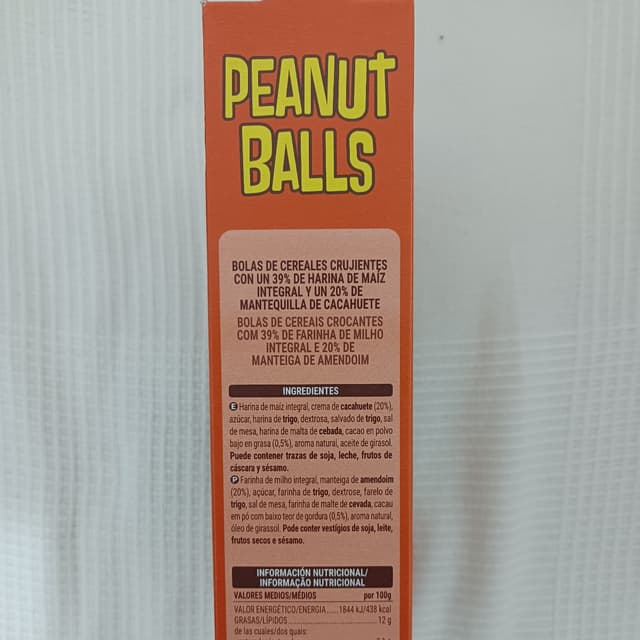 PEANUT
BALLS
BOLAS DE CEREALES CRUJIENTES
CON UN 39% DE HARINA DE MAÍZ
INTEGRAL Y UN 20% DE
MANTEQUILLA DE CACAHUETE
BOLAS DE CEREAIS CROCANTES
COM 39% DE FARINHA DE MILHO
INTEGRAL E 20% DE
MANTEIGA DE AMENDOIM
INGREDIENTES
E Harina de maíz integral, crema de cacahuete (20%),
azúcar, harina de trigo, dextrosa, salvado de trigo, sal
de mesa, harina de malta de cebada, cacao en polvo
bajo en grasa (0,5%), aroma natural, aceite de girasol.
Puede contener trazas de soja, leche, frutos de
cáscara y sésamo.
P Farinha de milho integral, manteiga de amendoim
(20%), açúcar, farinha de trigo, dextrose, farelo de
trigo, sal de mesa, farinha de malte de cevada, cacau
em pó com baixo teor de gordura (0,5%), aroma natural,
óleo de girassol. Pode conter vestígios de soja, leite,
frutos secos e sésamo.
INFORMACIÓN NUTRICIONAL/
INFORMAÇÃO NUTRICIONAL
VALORES MEDIOS/MÉDIOS por 100g
VALOR ENERGÉTICO/ENERGIA.....1844 kJ/438 kcal
GRASAS/LÍPIDOS..................12 g
de las cuales/dos quais: